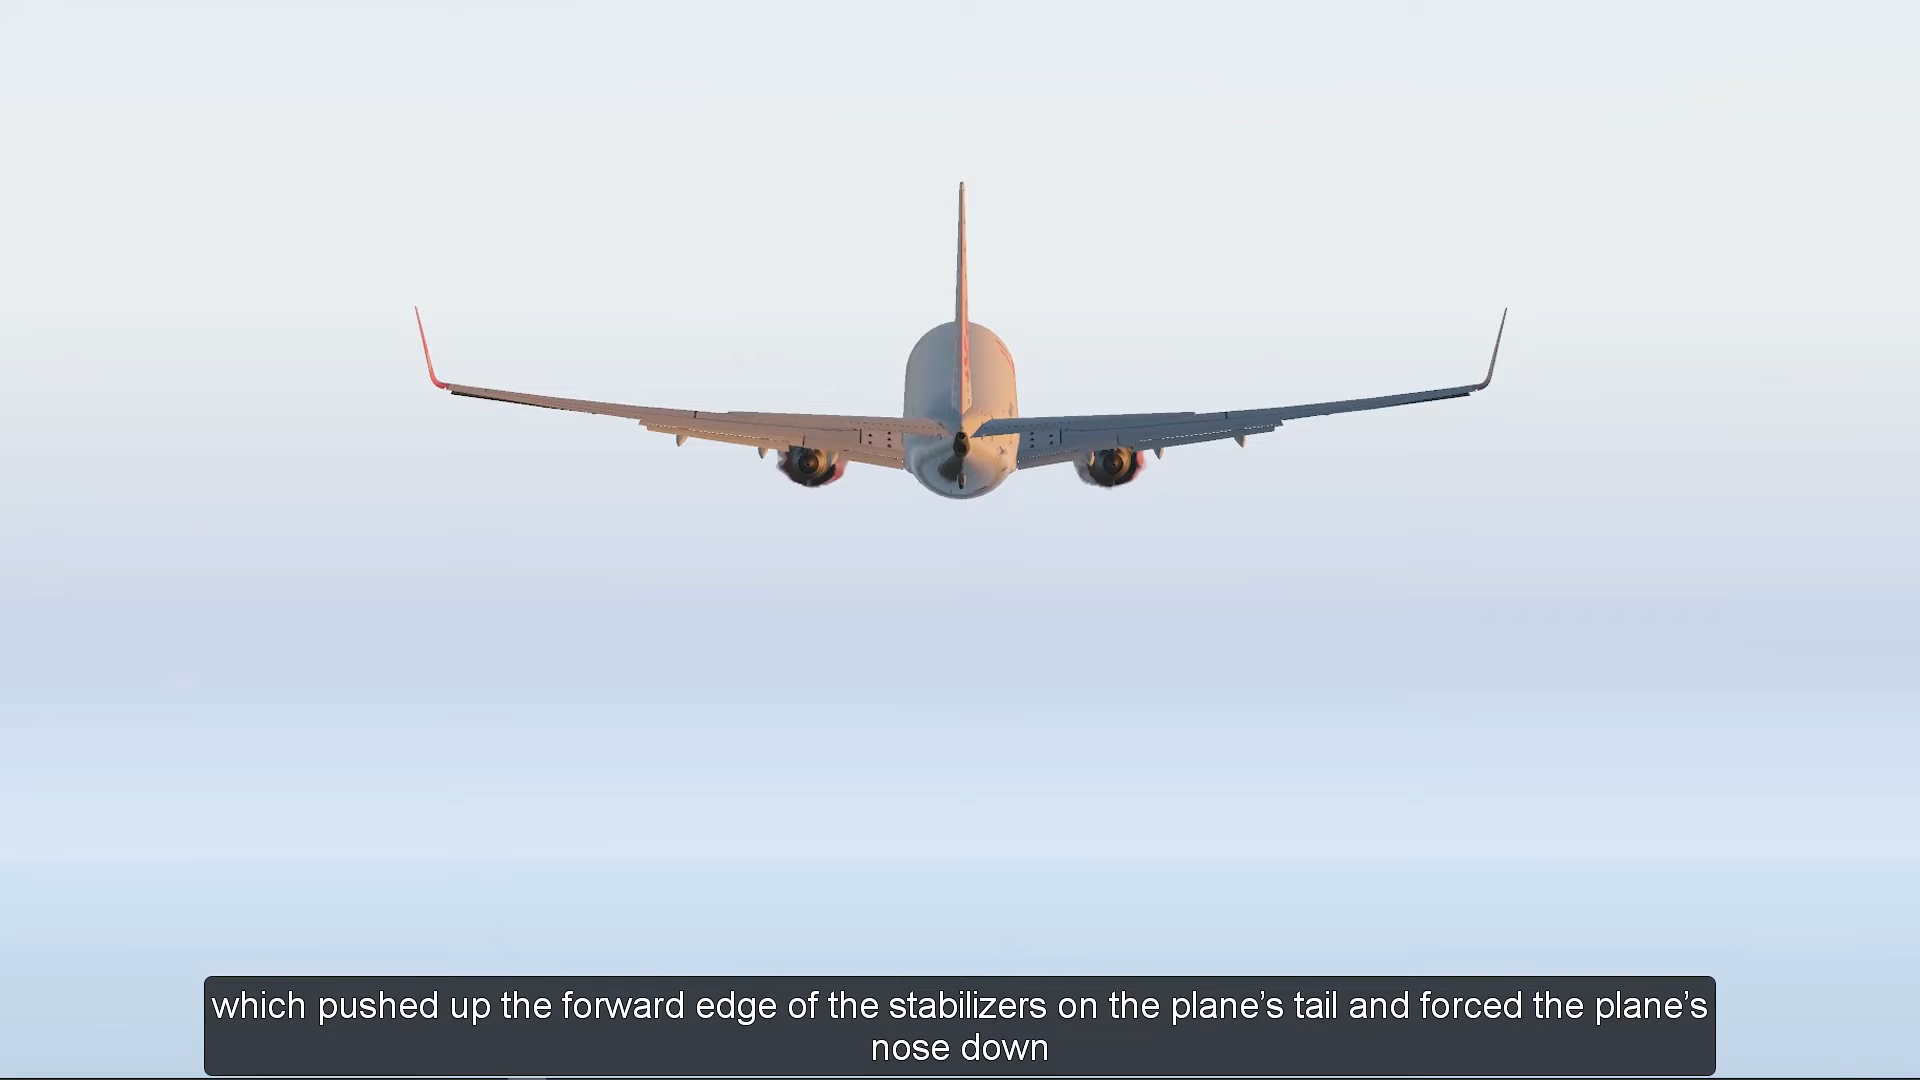 which pushed up the forward edge of the stabilizers on the plane’s tail and forced the plane’s
nose down